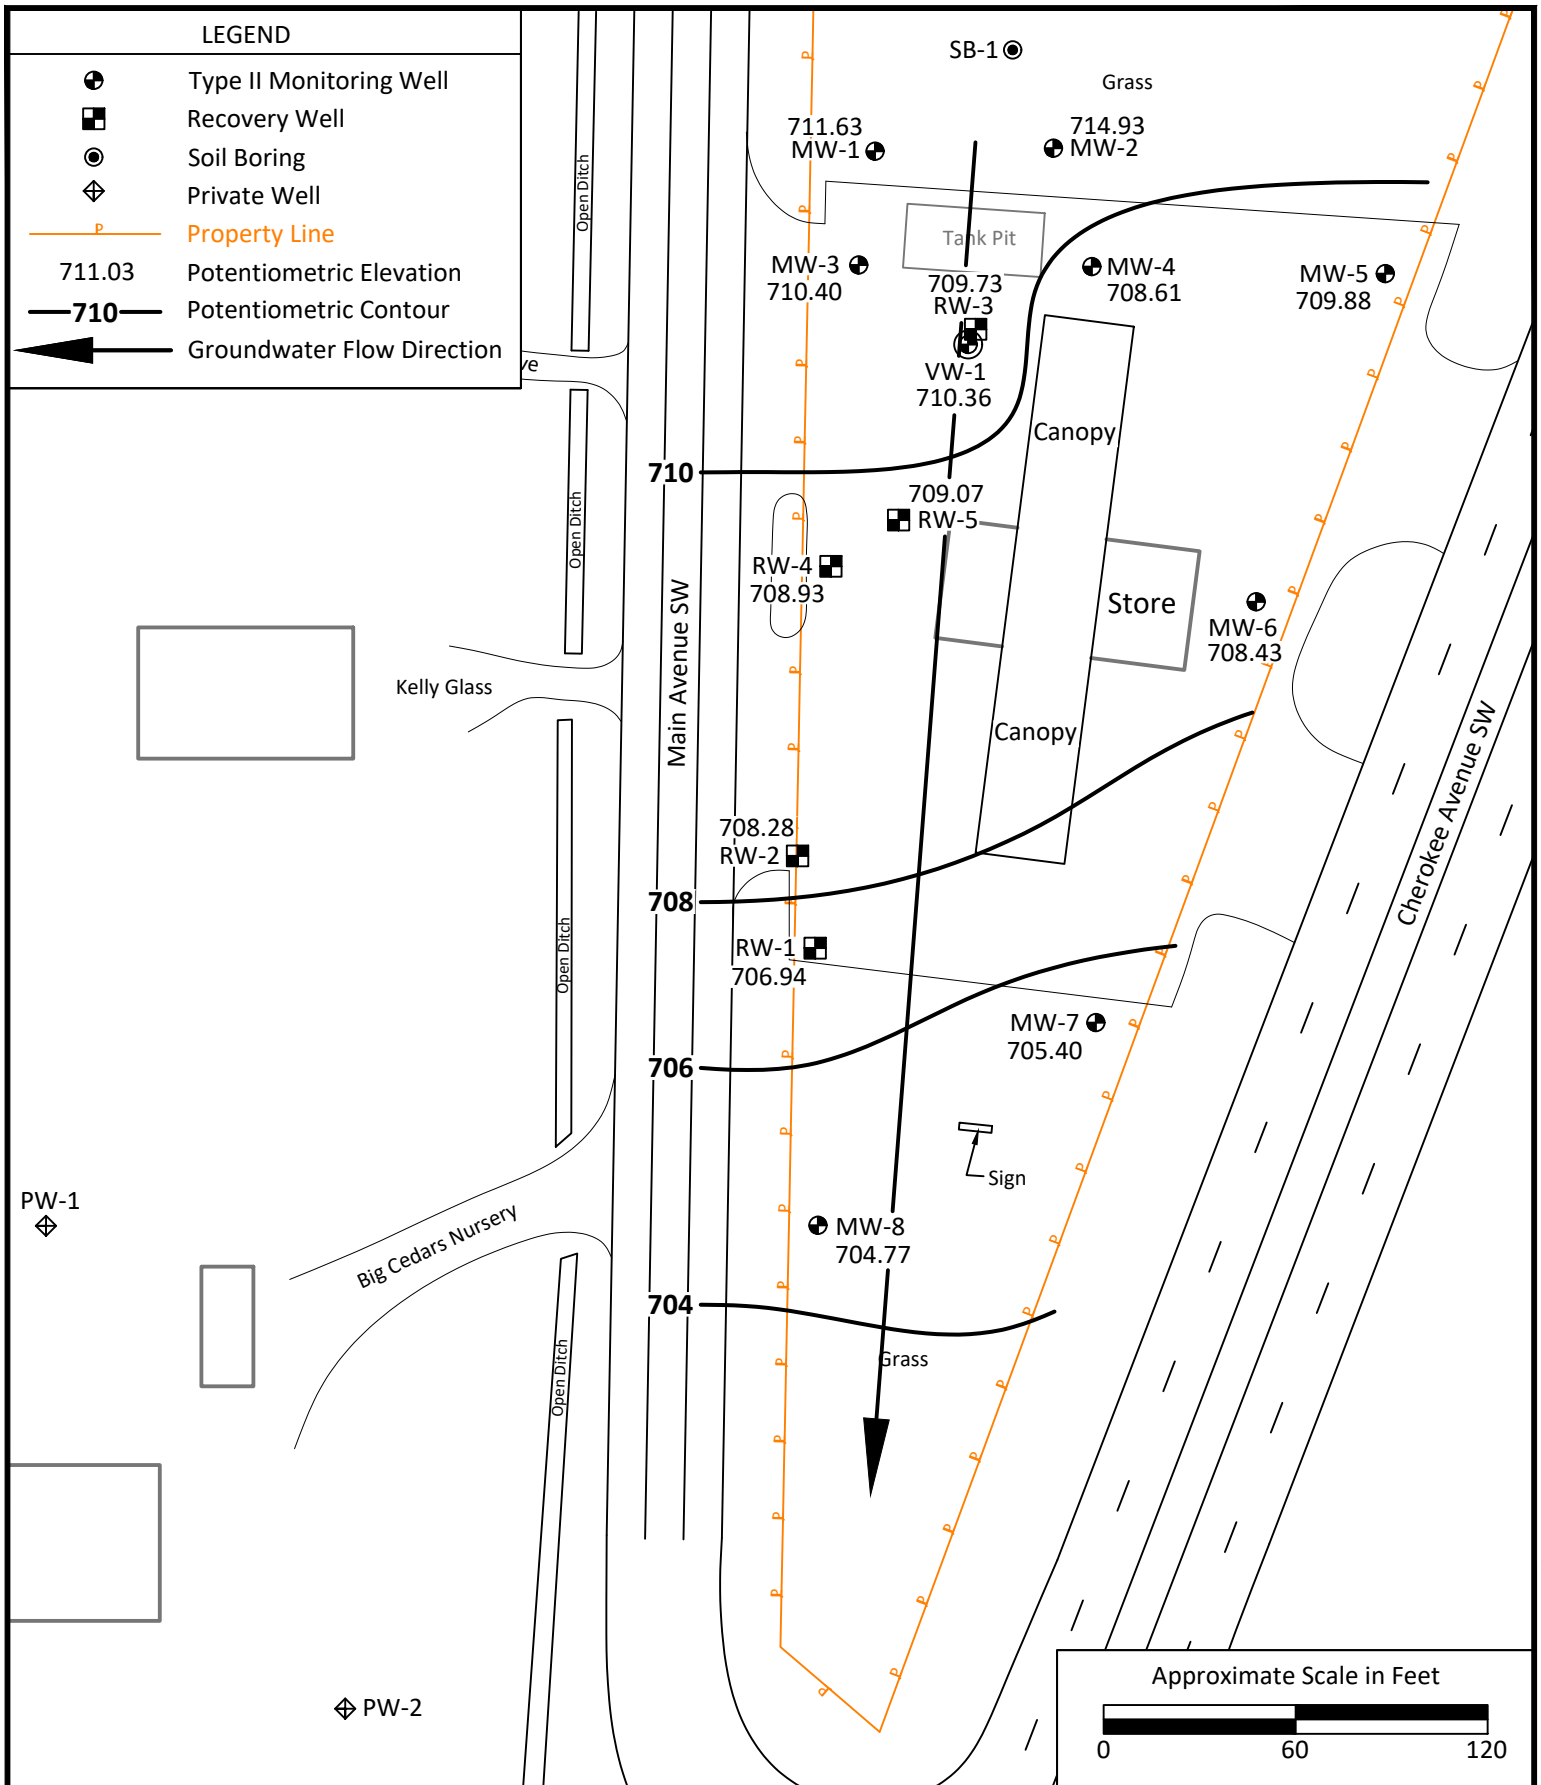 LEGEND
Type II Monitoring Well
Recovery Well
Soil Boring
Private Well
P
Property Line
711.03
Potentiometric Elevation
710
Potentiometric Contour
Groundwater Flow Direction
SB-1
Grass
711.63
MW-1
714.93
MW-2
Open Ditch
Tank Pit
MW-3
710.40
709.73
RW-3
MW-4
708.61
MW-5
709.88
ve
VW-1
710.36
Canopy
710
709.07
RW-5
Open Ditch
RW-4
708.93
Store
MW-6
708.43
Main Avenue SW
Kelly Glass
Canopy
Cherokee Avenue SW
708.28
RW-2
708
Open Ditch
RW-1
706.94
MW-7
705.40
706
Sign
PW-1
Big Cedars Nursery
MW-8
704.77
704
Grass
Open Ditch
PW-2
Approximate Scale in Feet
0 60 120